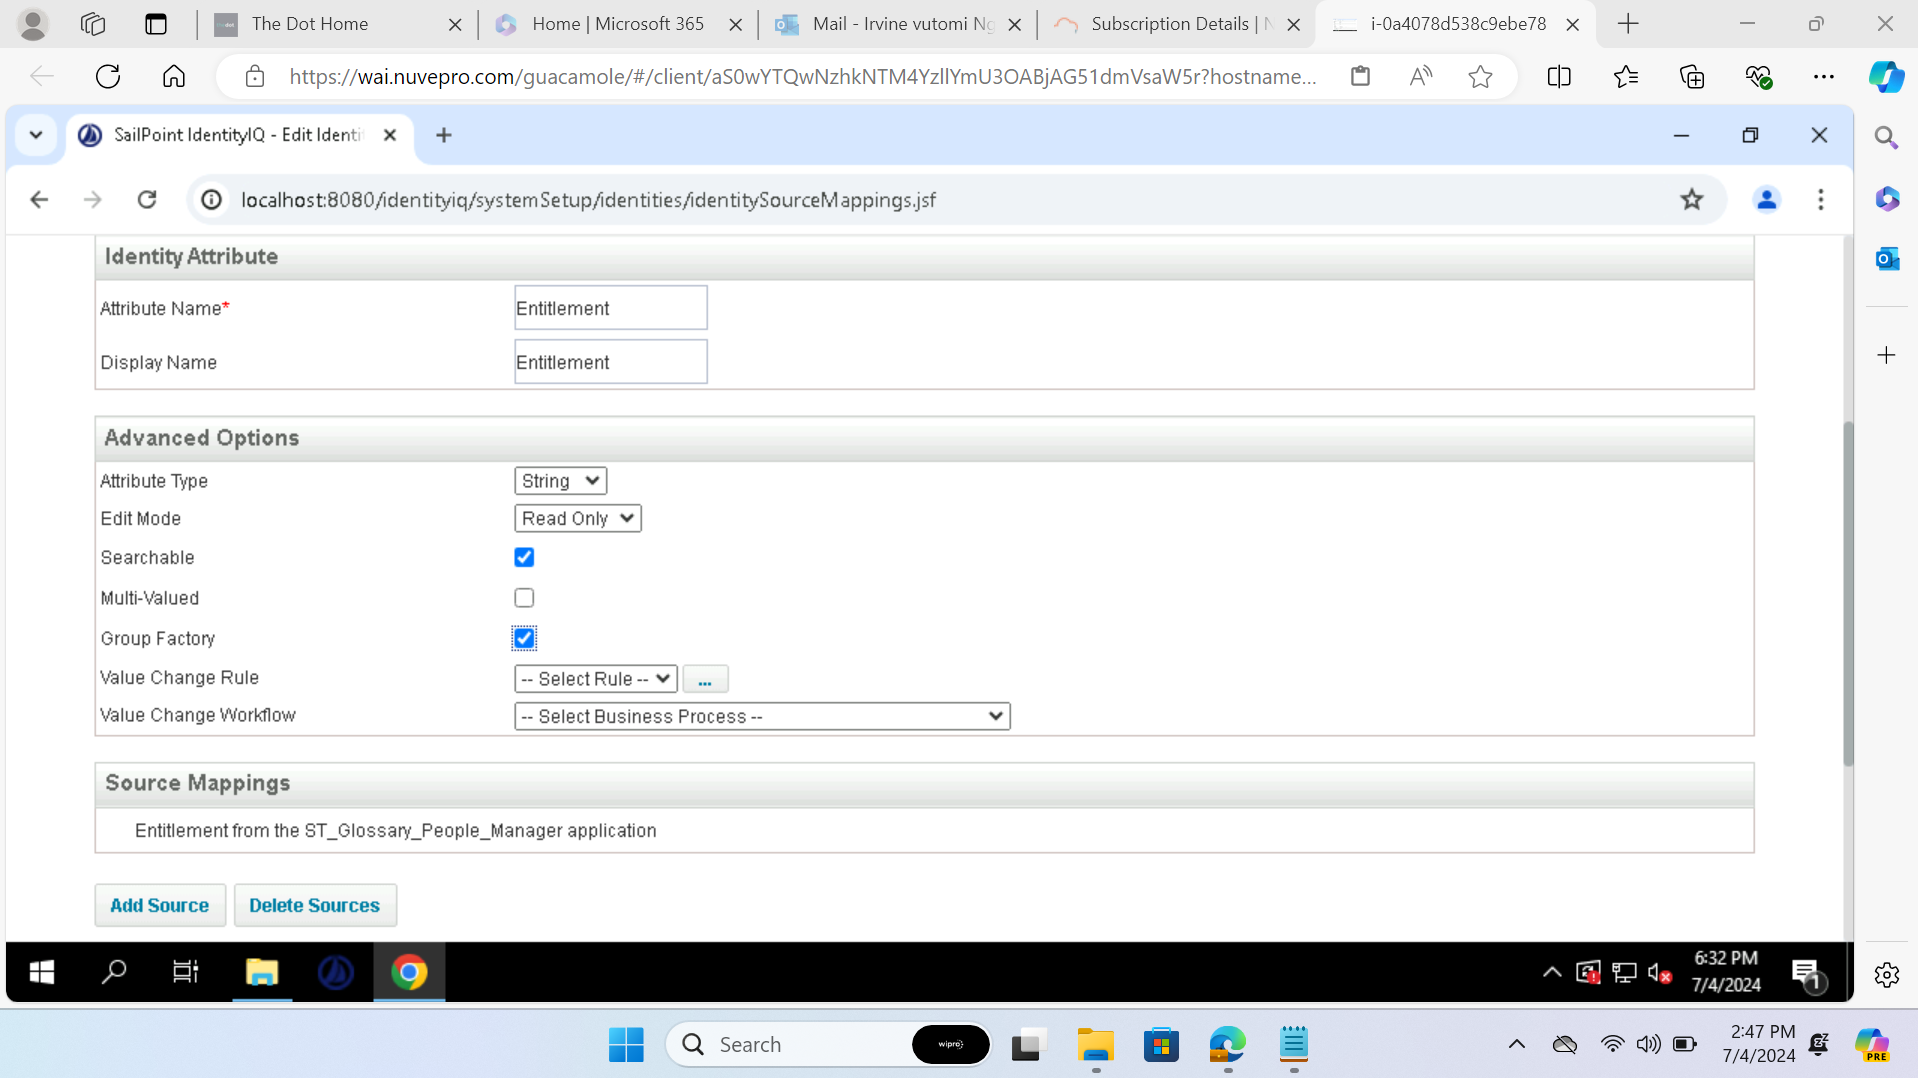 The Dot Home
Home | Microsoft 365
Mail - Irvine vutomi Ng
Subscription Details | N
i-0a4078d538c9ebe78
https://wai.nuvepro.com/guacamole/#/client/aS0wYTQwNzhkNTM4YzllYmU3OABjAG51dmVsaW5r?hostname...
SailPoint IdentityIQ - Edit Identi
localhost:8080/identityiq/systemSetup/identities/identitySourceMappings.jsf
Identity Attribute
Attribute Name*
Entitlement
Display Name
Entitlement
Advanced Options
Attribute Type
String
Edit Mode
Read Only
Searchable
Multi-Valued
Group Factory
Value Change Rule
-- Select Rule --
...
Value Change Workflow
-- Select Business Process --
Source Mappings
Entitlement from the ST_Glossary_People_Manager application
Add Source
Delete Sources
6:32 PM
7/4/2024
1
Search
wipro
2:47 PM
7/4/2024
PRE